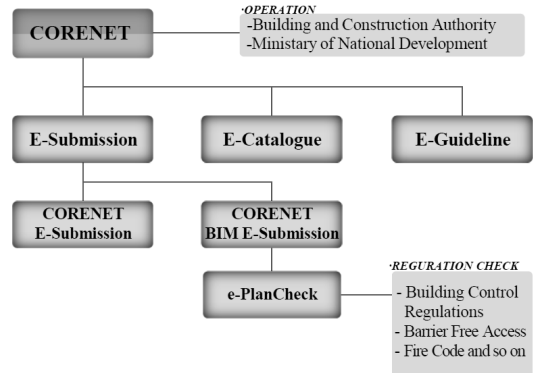 ·OPERATION
CORENET
-Building and Construction Authority
-Ministary of National Development
E-Submission
E-Catalogue
E-Guideline
CORENET
E-Submission
CORENET
BIM E-Submission
e-PlanCheck
·REGURATION CHECK
- Building Control
Regulations
- Barrier Free Access
- Fire Code and so on